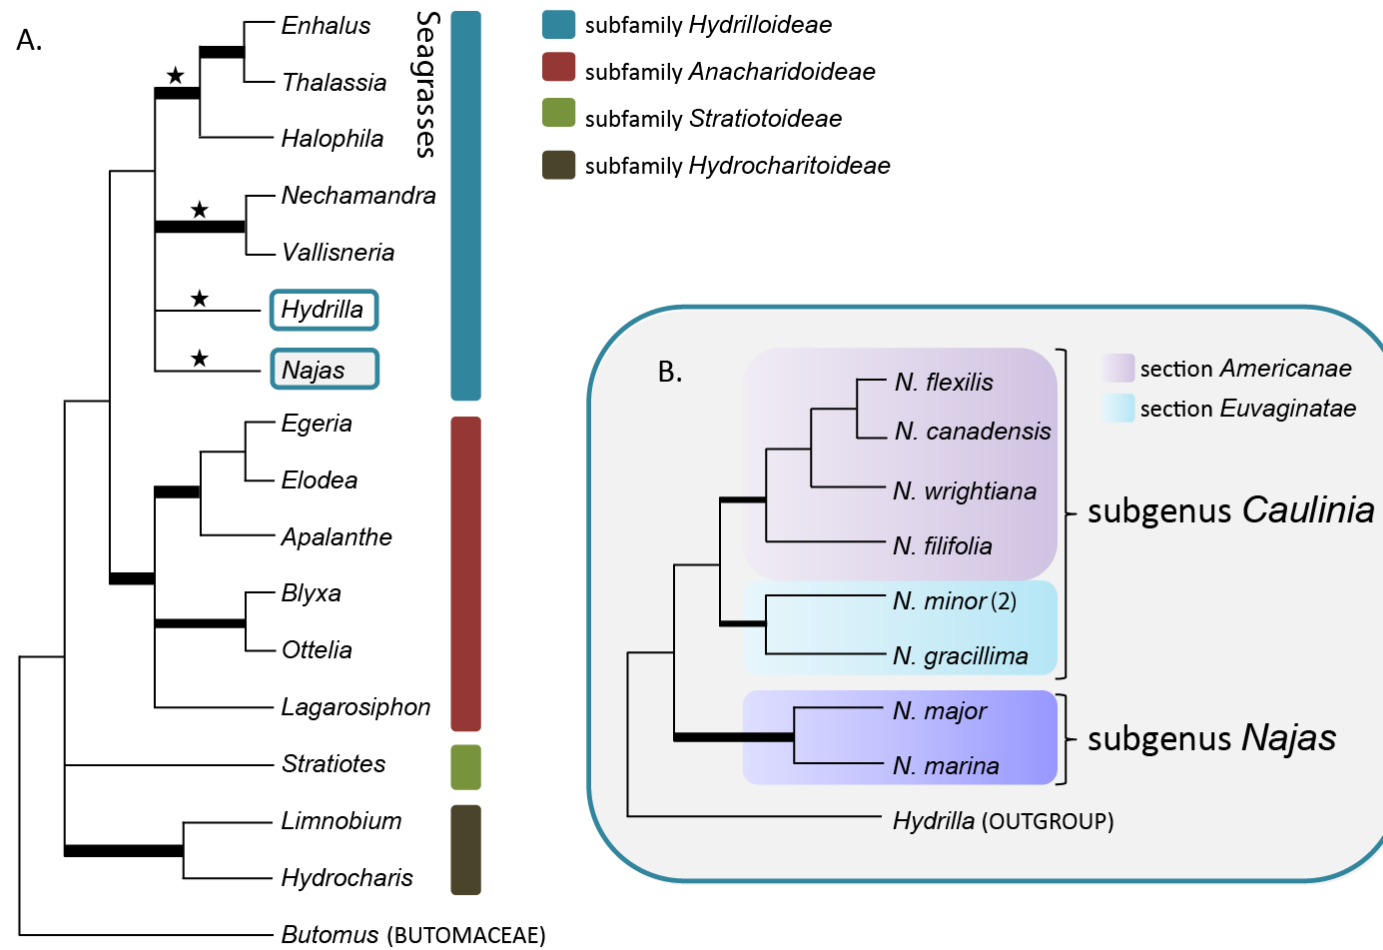 A.
Enhalus
Thalassia
Halophila
Nechamandra
Vallisneria
Hydrilla
Najas
Egeria
Elodea
Apalanthe
Blyxa
Ottelia
Lagarosiphon
Stratiotes
Limnobium
Hydrocharis
Butomus (BUTOMACEAE)
Seagrasses
subfamily Hydrilloideae
subfamily Anacharidoideae
subfamily Stratiotoideae
subfamily Hydrocharitoideae
B.
N. flexilis
N. canadensis
N. wrightiana
N. filifolia
N. minor (2)
N. gracillima
N. major
N. marina
Hydrilla (OUTGROUP)
section Americanae
section Euvaginatae
subgenus Caulinia
subgenus Najas